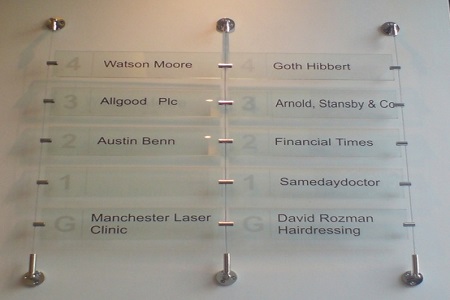 4 Watson Moore
4 Goth Hibbert
3 Allgood Plc
3 Arnold, Stansby & Co
2 Austin Benn
2 Financial Times
1
1 Samedaydoctor
G Manchester Laser
Clinic
G David Rozman
Hairdressing